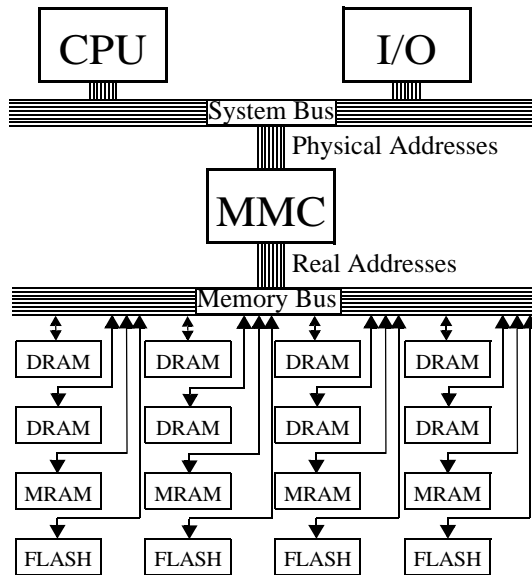 CPU
I/O
System Bus
Physical Addresses
MMC
Real Addresses
Memory Bus
DRAM DRAM DRAM DRAM
DRAM DRAM DRAM DRAM
MRAM MRAM MRAM MRAM
FLASH FLASH FLASH FLASH